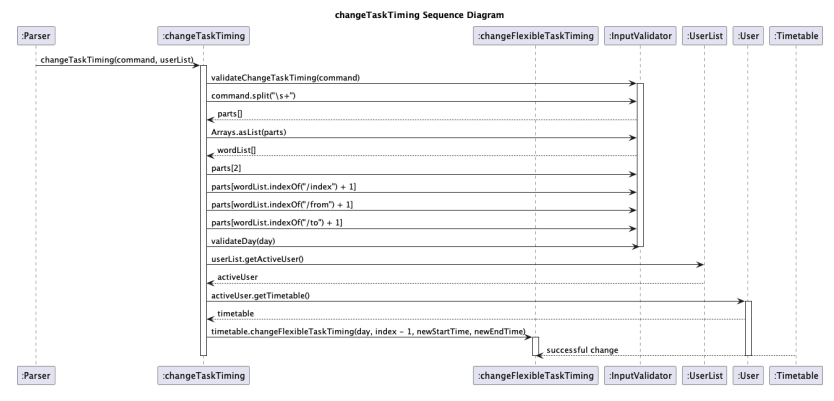 changeTaskTiming Sequence Diagram
:Parser :changeTaskTiming :changeFlexibleTaskTiming :InputValidator :UserList :User :Timetable
changeTaskTiming(command, userList)
validateChangeTaskTiming(command)
command.split("\s+")
parts[]
Arrays.asList(parts)
wordList[]
parts[2]
parts[wordList.indexOf("/index") + 1]
parts[wordList.indexOf("/from") + 1]
parts[wordList.indexOf("/to") + 1]
validateDay(day)
userList.getActiveUser()
activeUser
activeUser.getTimetable()
timetable
timetable.changeFlexibleTaskTiming(day, index - 1, newStartTime, newEndTime)
successful change
:Parser :changeTaskTiming :changeFlexibleTaskTiming :InputValidator :UserList :User :Timetable